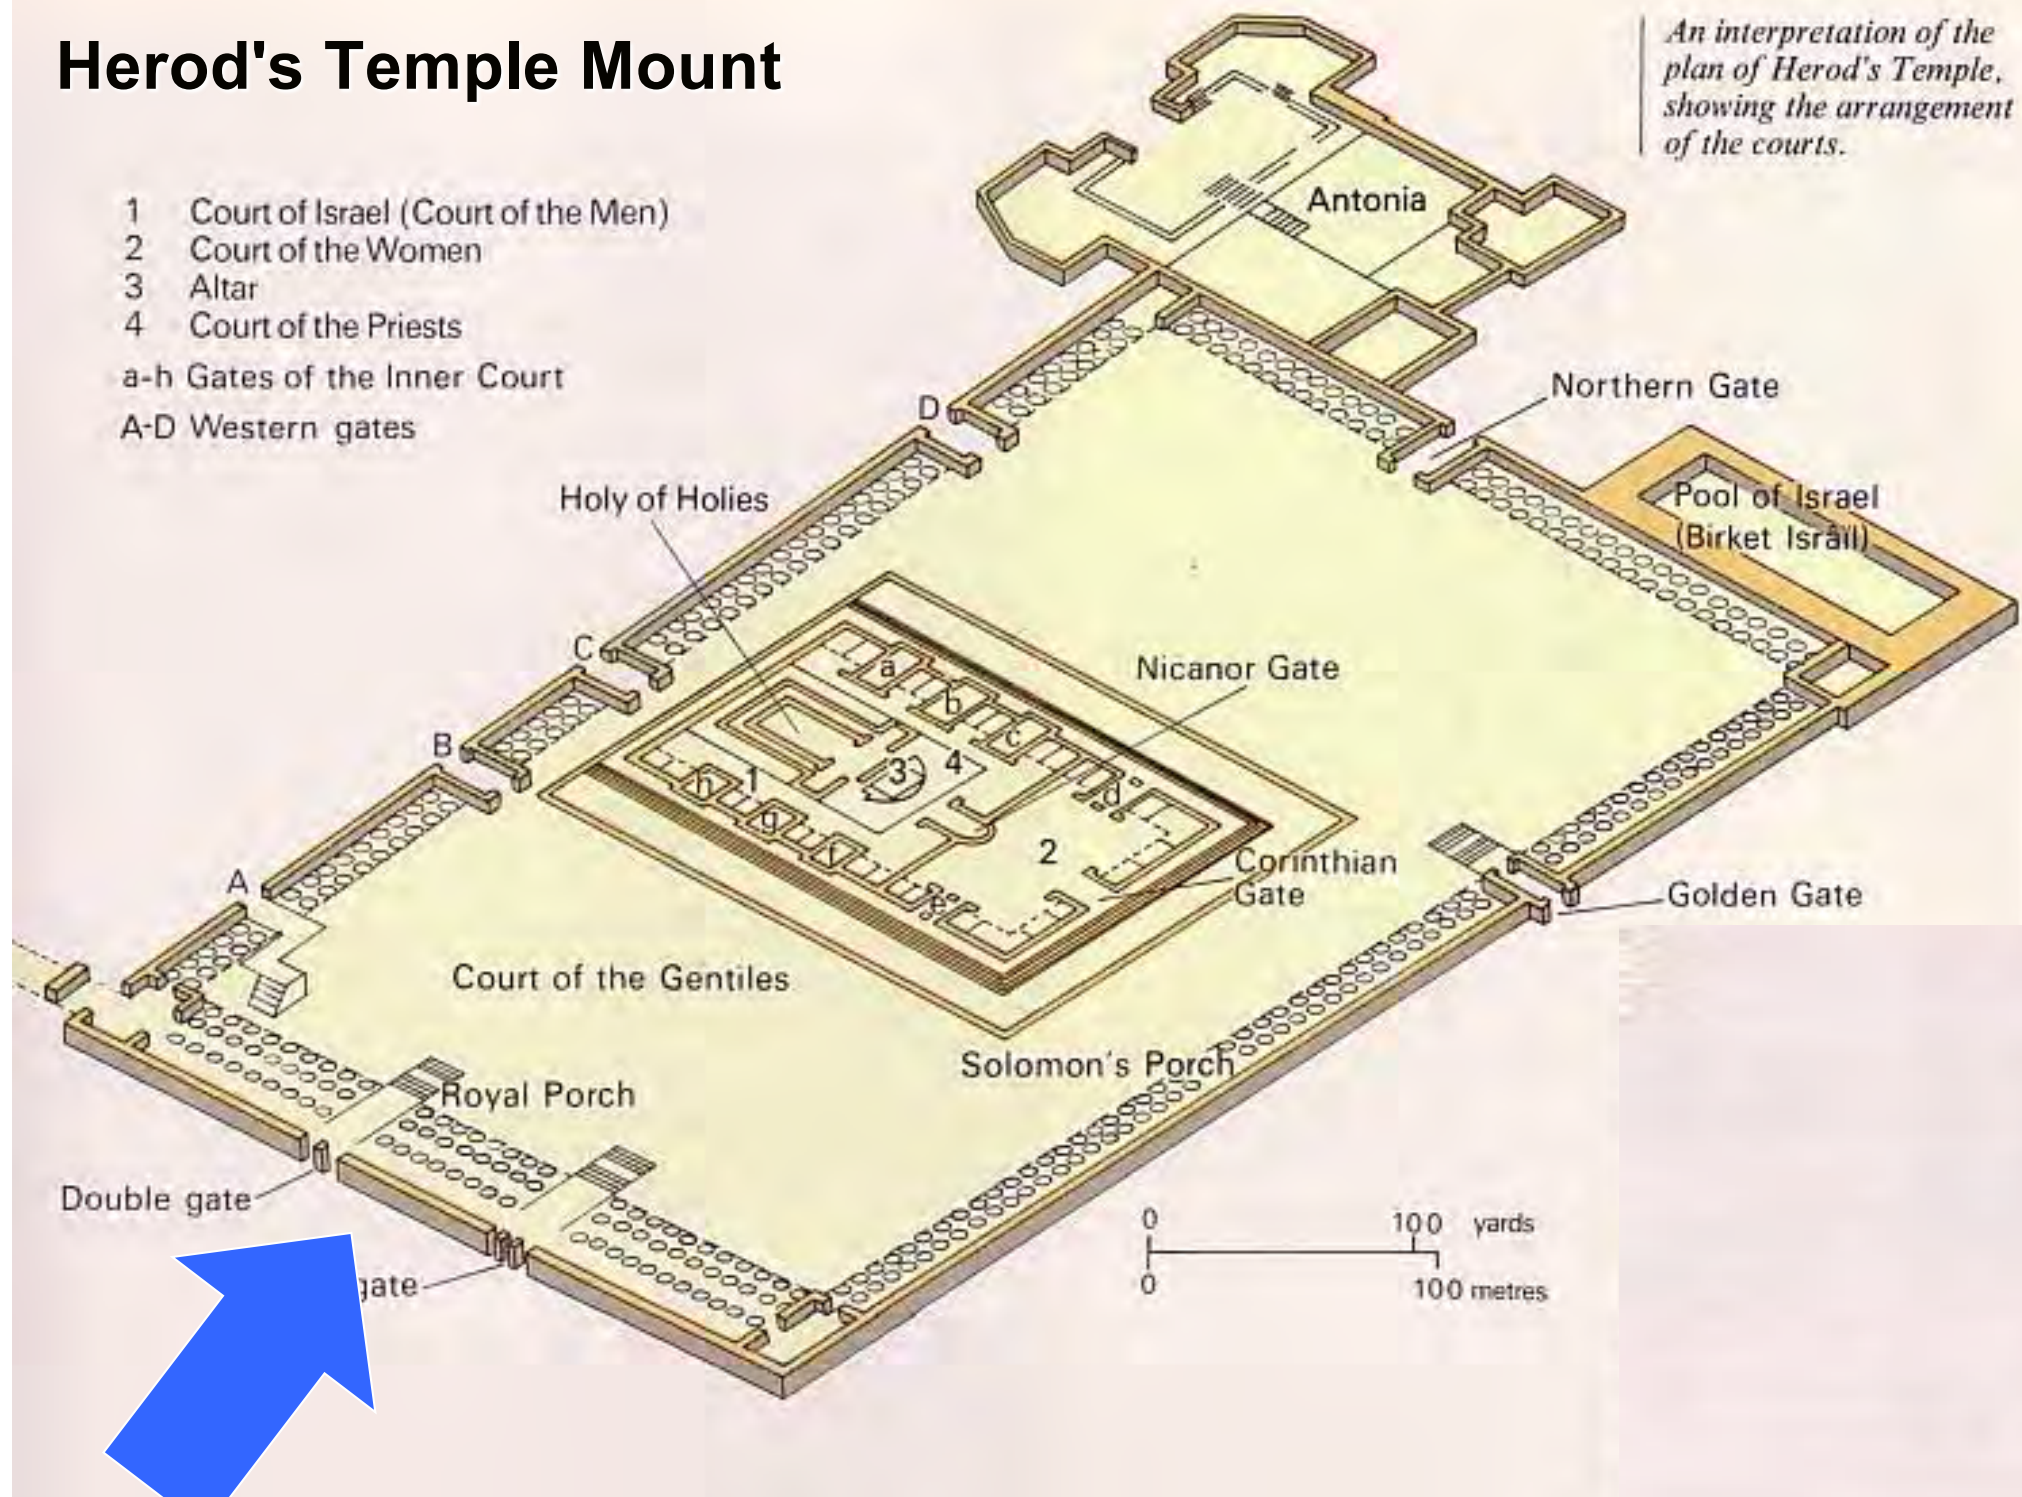 Herod's Temple Mount
An interpretation of the
plan of Herod's Temple,
showing the arrangement
of the courts.
1 Court of Israel (Court of the Men)
2 Court of the Women
3 Altar
4 Court of the Priests
a-h Gates of the Inner Court
A-D Western gates
Antonia
Northern Gate
D
Pool of Israel
(Birket Isrâïl)
Holy of Holies
C
Nicanor Gate
a
b
c
B
4
3
1
h
d
g
f
2
Corinthian
Gate
A
e
Golden Gate
Court of the Gentiles
Solomon's Porch
Royal Porch
Double gate
gate
0 100 yards
0 100 metres